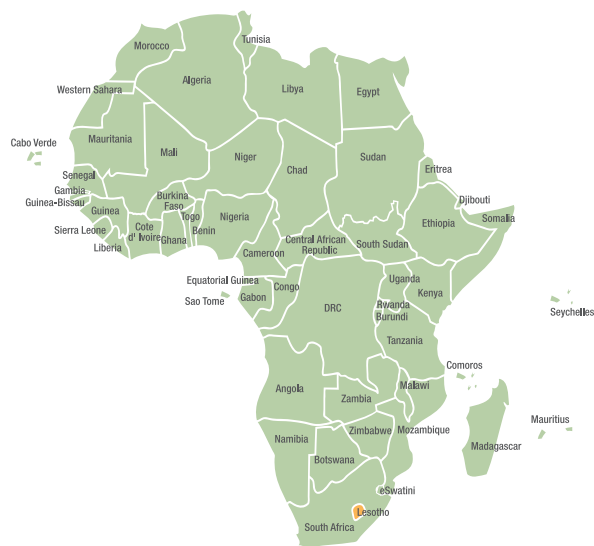 Tunisia
Morocco
Algeria
Libya
Egypt
Western Sahara
Mauritania
Mali
Niger
Chad
Sudan
Eritrea
Cabo Verde
Senegal
Gambia
Guinea-Bissau
Guinea
Sierra Leone
Liberia
Cote
d' Ivoire
Burkina
Faso
Ghana
Togo
Benin
Nigeria
Cameroon
Central African
Republic
South Sudan
Ethiopia
Djibouti
Somalia
Equatorial Guinea
Sao Tome
Gabon
Congo
DRC
Uganda
Kenya
Rwanda
Burundi
Tanzania
Seychelles
Comoros
Angola
Zambia
Malawi
Mozambique
Zimbabwe
Namibia
Botswana
Madagascar
Mauritius
eSwatini
Lesotho
South Africa